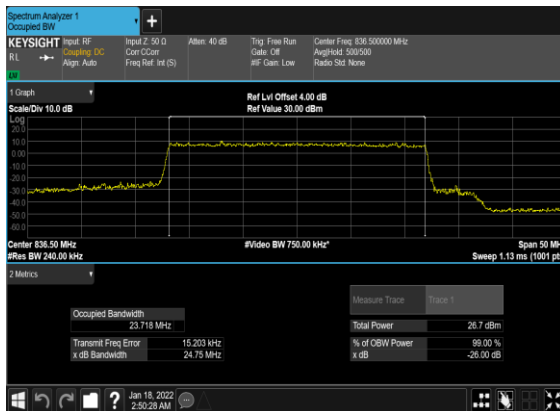 Spectrum Analyzer 1
Occupied BW
+
KEYSIGHT
RL
Input: RF
Coupling: DC
Align: Auto
Input Z: 50 Ω
Corr CCorr
Freq Ref: Int (S)
Atten: 40 dB
Trig: Free Run
Gate: Off
#IF Gain: Low
Center Freq: 836.500000 MHz
Avg|Hold: 500/500
Radio Std: None
1 Graph
Scale/Div 10.0 dB
Ref Lvl Offset 4.00 dB
Ref Value 30.00 dBm
Log
20.0
10.0
0.00
-10.0
-20.0
-30.0
-40.0
-50.0
-60.0
Center 836.50 MHz
#Res BW 240.00 kHz
#Video BW 750.00 kHz*
Span 50 MH
Sweep 1.13 ms (1001 pts
2 Metrics
Occupied Bandwidth
23.718 MHz
Transmit Freq Error 15.203 kHz
x dB Bandwidth 24.75 MHz
Measure Trace Trace 1
Total Power 26.7 dBm
% of OBW Power 99.00 %
x dB -26.00 dB
?
Jan 18, 2022
2:50:28 AM